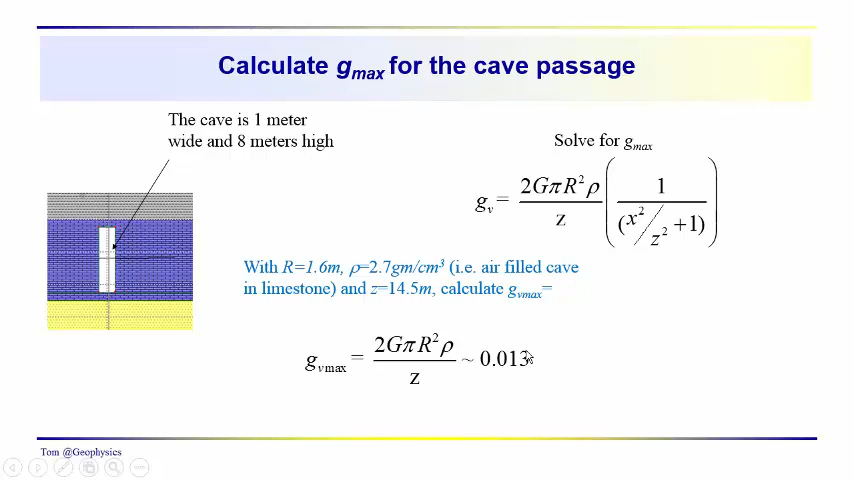 Calculate gmax for the cave passage
The cave is 1 meter
wide and 8 meters high
Solve for gmax
gv = 2GπR²ρ/z (1/(x²/z² +1))
With R=1.6m, ρ=2.7gm/cm³ (i.e. air filled cave
in limestone) and z=14.5m, calculate gvmax=
gvmax = 2GπR²ρ/z ~ 0.013
Tom @Geophysics